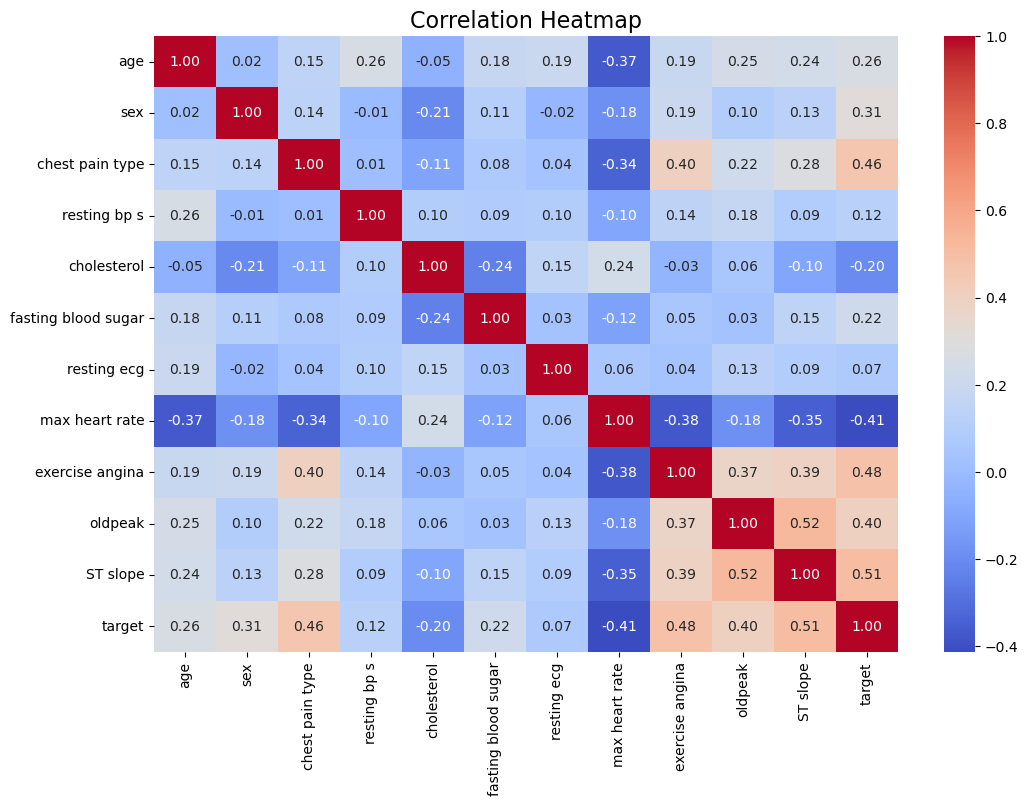 Correlation Heatmap
age 1.00 0.02 0.15 0.26 -0.05 0.18 0.19 -0.37 0.19 0.25 0.24 0.26
sex 0.02 1.00 0.14 -0.01 -0.21 0.11 -0.02 -0.18 0.19 0.10 0.13 0.31
chest pain type 0.15 0.14 1.00 0.01 -0.11 0.08 0.04 -0.34 0.40 0.22 0.28 0.46
resting bp s 0.26 -0.01 0.01 1.00 0.10 0.09 0.10 -0.10 0.14 0.18 0.09 0.12
cholesterol -0.05 -0.21 -0.11 0.10 1.00 -0.24 0.15 0.24 -0.03 0.06 -0.10 -0.20
fasting blood sugar 0.18 0.11 0.08 0.09 -0.24 1.00 0.03 -0.12 0.05 0.03 0.15 0.22
resting ecg 0.19 -0.02 0.04 0.10 0.15 0.03 1.00 0.06 0.04 0.13 0.09 0.07
max heart rate -0.37 -0.18 -0.34 -0.10 0.24 -0.12 0.06 1.00 -0.38 -0.18 -0.35 -0.41
exercise angina 0.19 0.19 0.40 0.14 -0.03 0.05 0.04 -0.38 1.00 0.37 0.39 0.48
oldpeak 0.25 0.10 0.22 0.18 0.06 0.03 0.13 -0.18 0.37 1.00 0.52 0.40
ST slope 0.24 0.13 0.28 0.09 -0.10 0.15 0.09 -0.35 0.39 0.52 1.00 0.51
target 0.26 0.31 0.46 0.12 -0.20 0.22 0.07 -0.41 0.48 0.40 0.51 1.00
age
sex
chest pain type
resting bp s
cholesterol
fasting blood sugar
resting ecg
max heart rate
exercise angina
oldpeak
ST slope
target
1.0
0.8
0.6
0.4
0.2
0.0
−0.2
−0.4